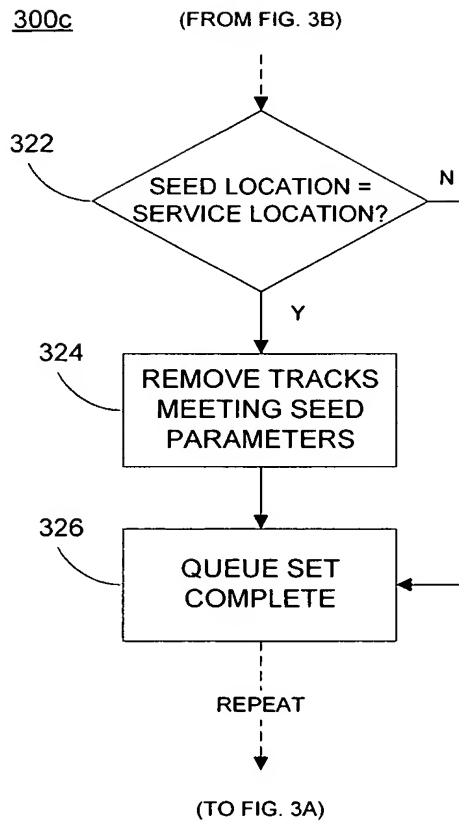 300c
(FROM FIG. 3B)
322
SEED LOCATION =
SERVICE LOCATION?
N
Y
324
REMOVE TRACKS
MEETING SEED
PARAMETERS
326
QUEUE SET
COMPLETE
REPEAT
(TO FIG. 3A)